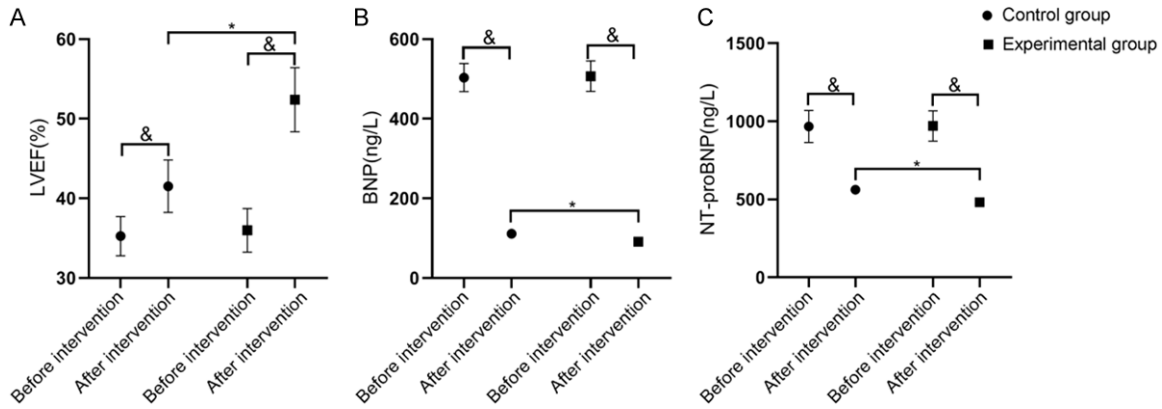 A
LVEF(%)
60
50
40
30
&
&
*
Before intervention
After intervention
Before intervention
After intervention
B
BNP(ng/L)
600
400
200
0
&
&
*
Before intervention
After intervention
Before intervention
After intervention
C
Control group
Experimental group
NT-proBNP(ng/L)
1500
1000
500
0
&
&
*
Before intervention
After intervention
Before intervention
After intervention